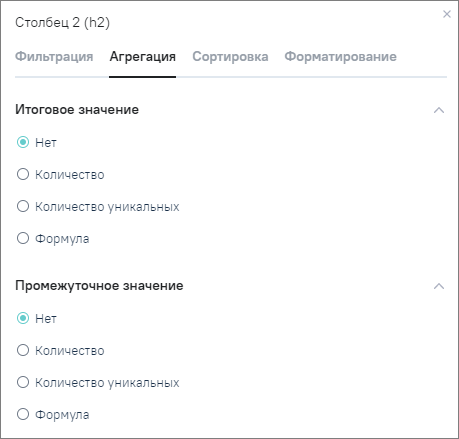 Столбец 2 (h2)
Фильтрация Агрегация Сортировка Форматирование
Итоговое значение
Нет
Количество
Количество уникальных
Формула
Промежуточное значение
Нет
Количество
Количество уникальных
Формула